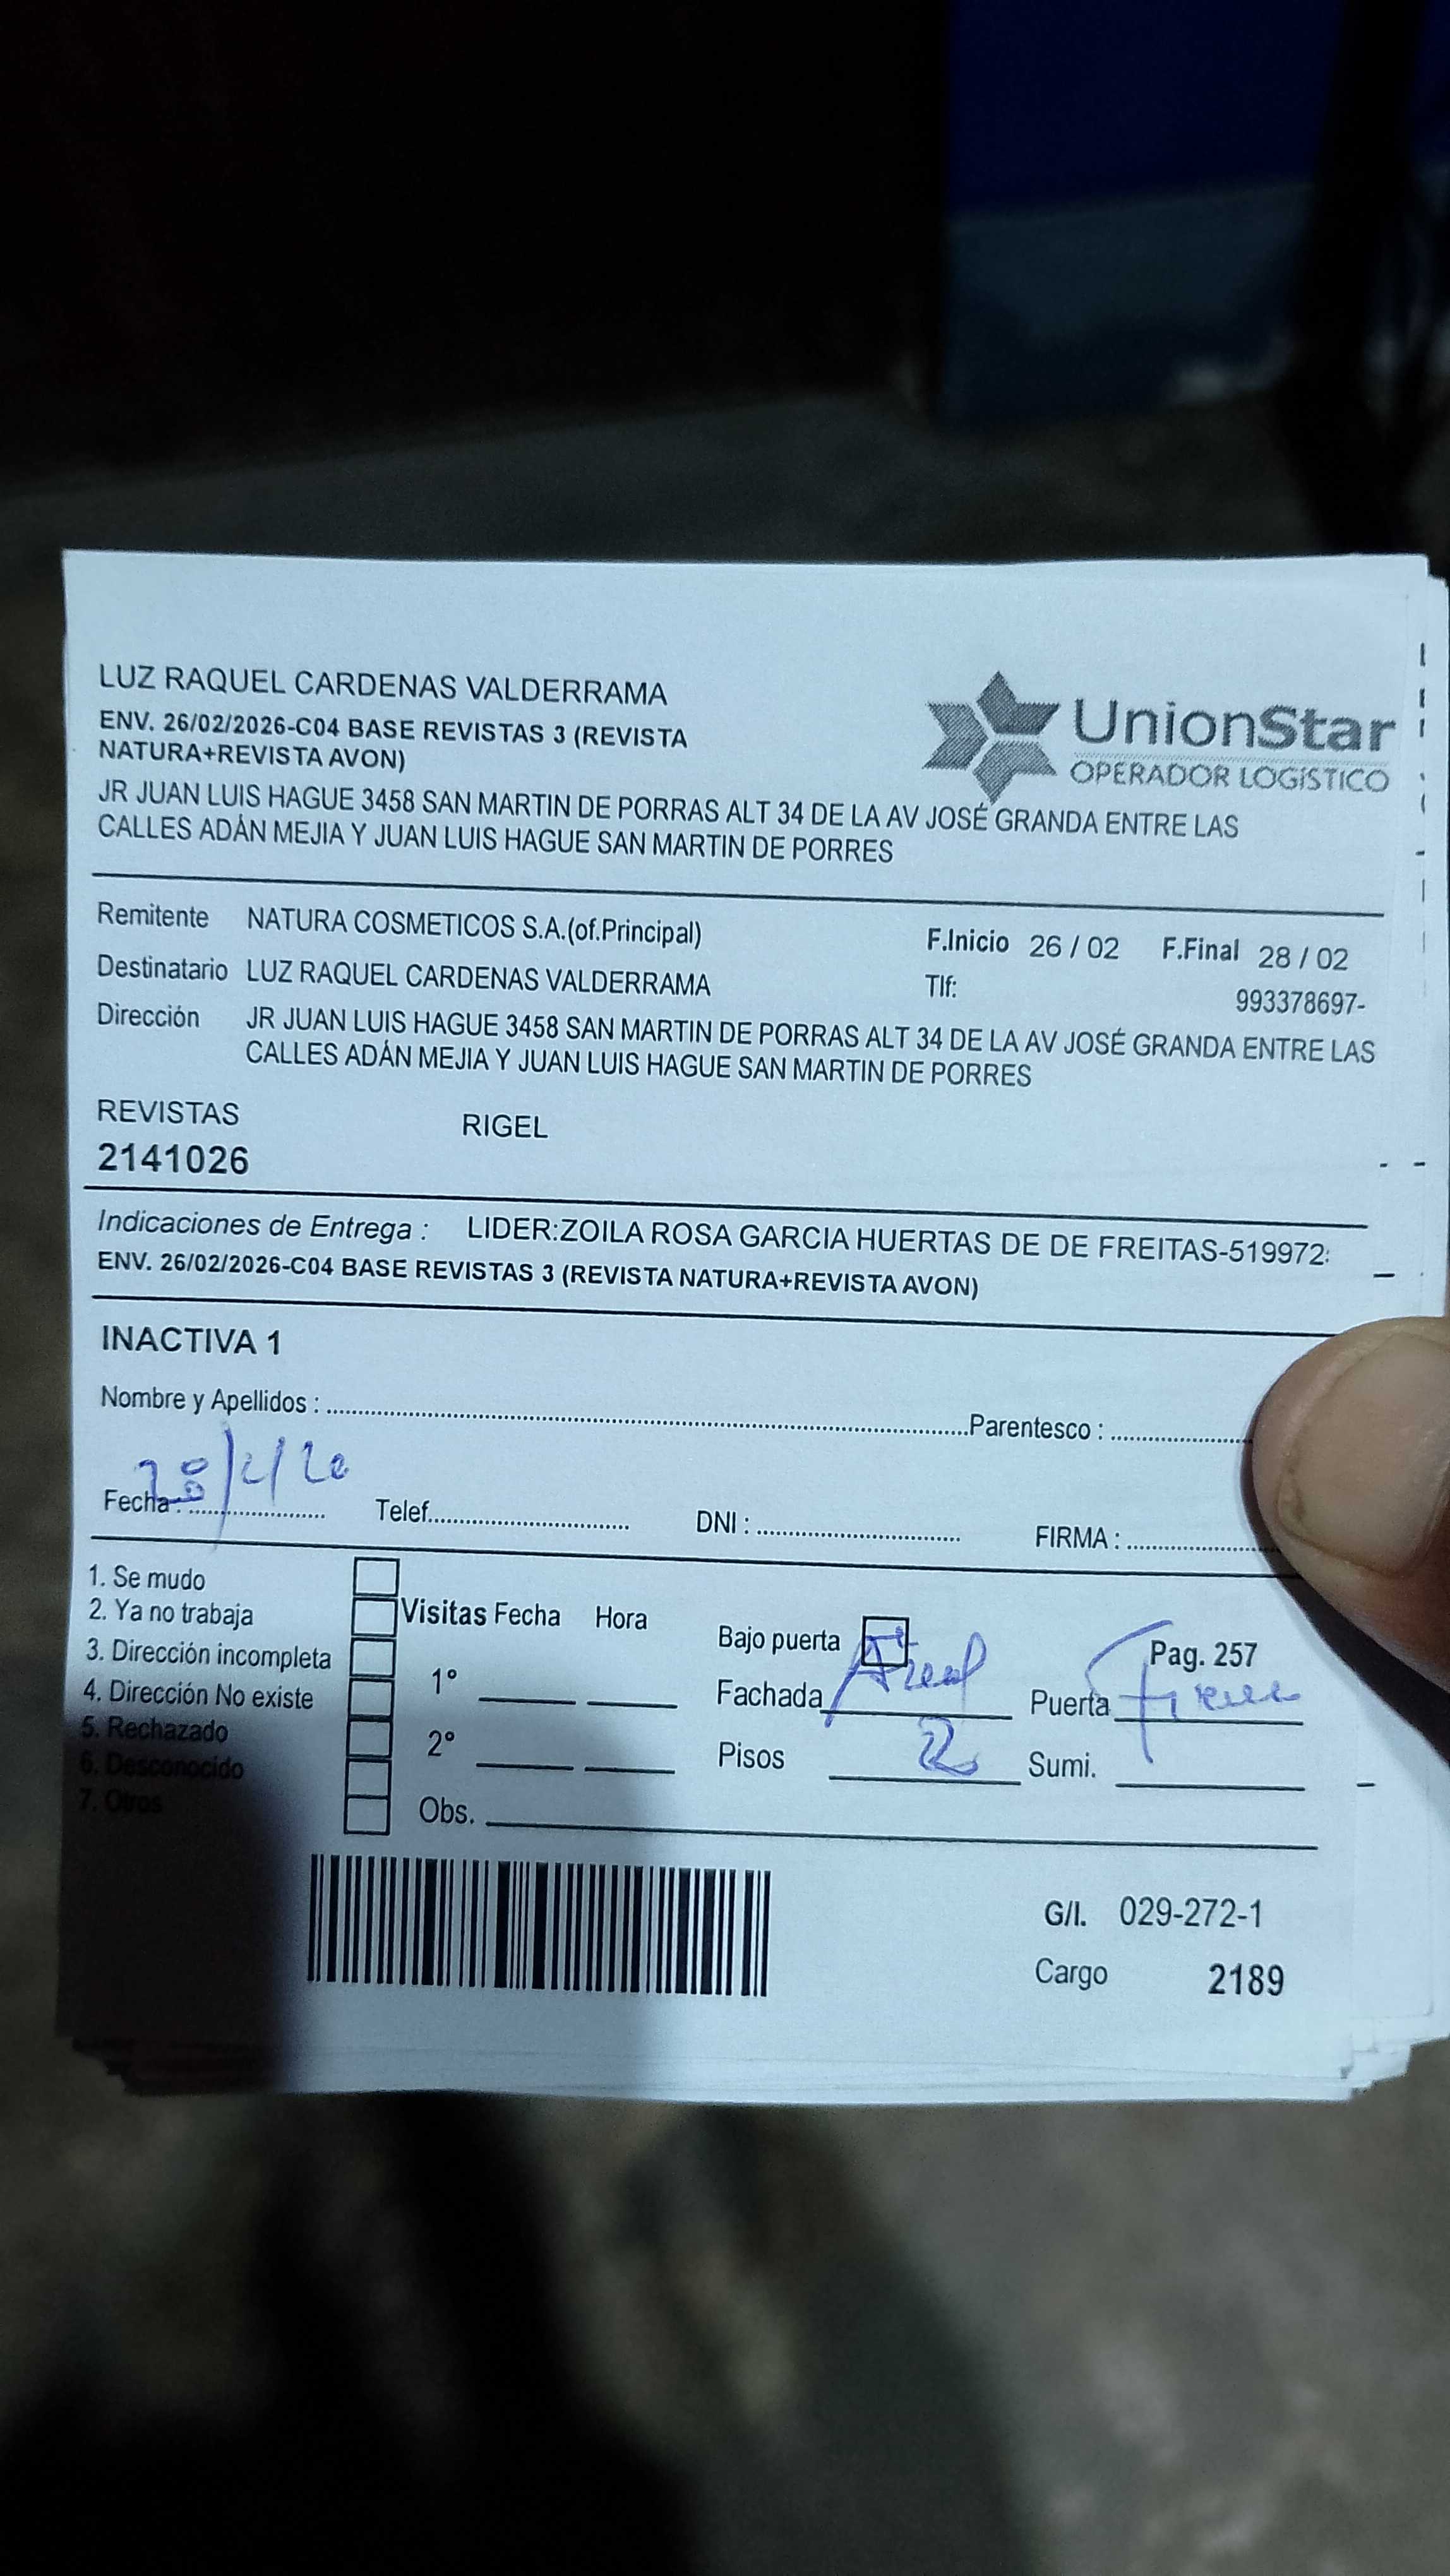 LUZ RAQUEL CARDENAS VALDERRAMA
ENV. 26/02/2026-C04 BASE REVISTAS 3 (REVISTA
NATURA+REVISTA AVON)
UnionStar
OPERADOR LOGÍSTICO
JR JUAN LUIS HAGUE 3458 SAN MARTIN DE PORRAS ALT 34 DE LA AV JOSÉ GRANDA ENTRE LAS
CALLES ADÁN MEJIA Y JUAN LUIS HAGUE SAN MARTIN DE PORRES
Remitente NATURA COSMETICOS S.A.(of.Principal) F.Inicio 26 / 02 F.Final 28 / 02
Destinatario LUZ RAQUEL CARDENAS VALDERRAMA Tlf: 993378697-
Dirección JR JUAN LUIS HAGUE 3458 SAN MARTIN DE PORRAS ALT 34 DE LA AV JOSÉ GRANDA ENTRE LAS
CALLES ADÁN MEJIA Y JUAN LUIS HAGUE SAN MARTIN DE PORRES
REVISTAS RIGEL
2141026
Indicaciones de Entrega : LIDER:ZOILA ROSA GARCIA HUERTAS DE DE FREITAS-519972
ENV. 26/02/2026-C04 BASE REVISTAS 3 (REVISTA NATURA+REVISTA AVON)
INACTIVA 1
Nombre y Apellidos : Parentesco :
Fecha : Telef. DNI : FIRMA :
1. Se mudo
2. Ya no trabaja Visitas Fecha Hora Bajo puerta Pag. 257
3. Dirección incompleta 1° Fachada Puerta
4. Dirección No existe
5. Rechazado 2° Pisos 2 Sumi.
6. Desconocido
7. Otros Obs.
G/I. 029-272-1
Cargo 2189